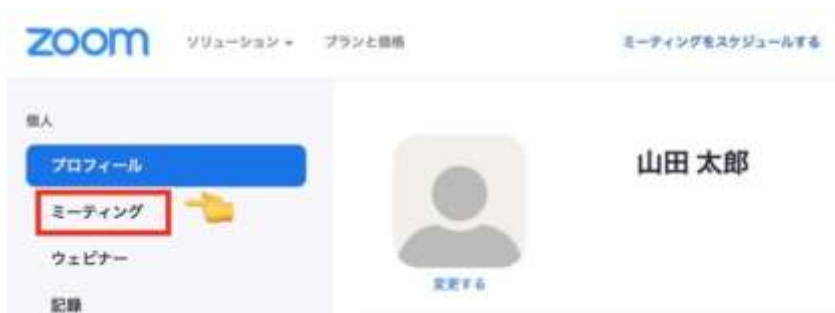 zoom ソリューション プランと価格 ミーティングをスケジュールする
個人
プロフィール
ミーティング
ウェビナー
記録
山田 太郎
変更する